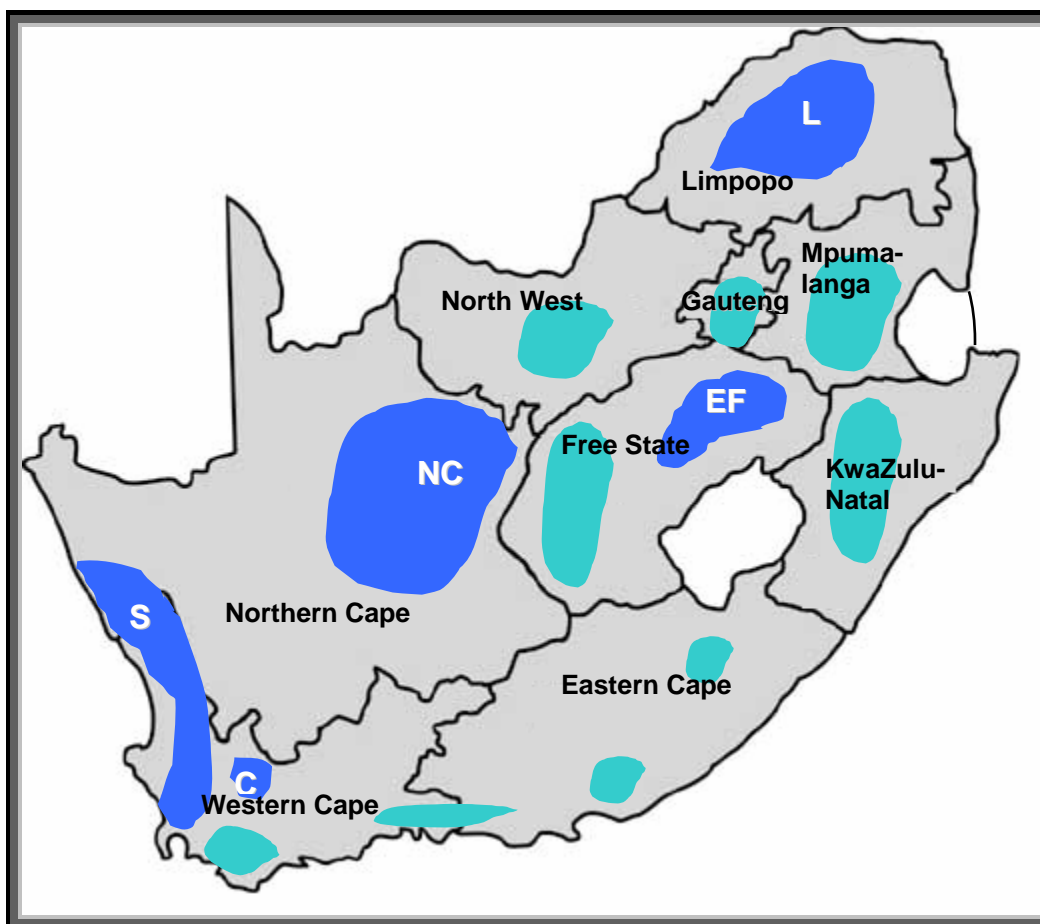 L
Limpopo
Mpuma-
langa
North West
Gauteng
EF
Free State
NC
KwaZulu-
Natal
S
Northern Cape
Eastern Cape
C
Western Cape